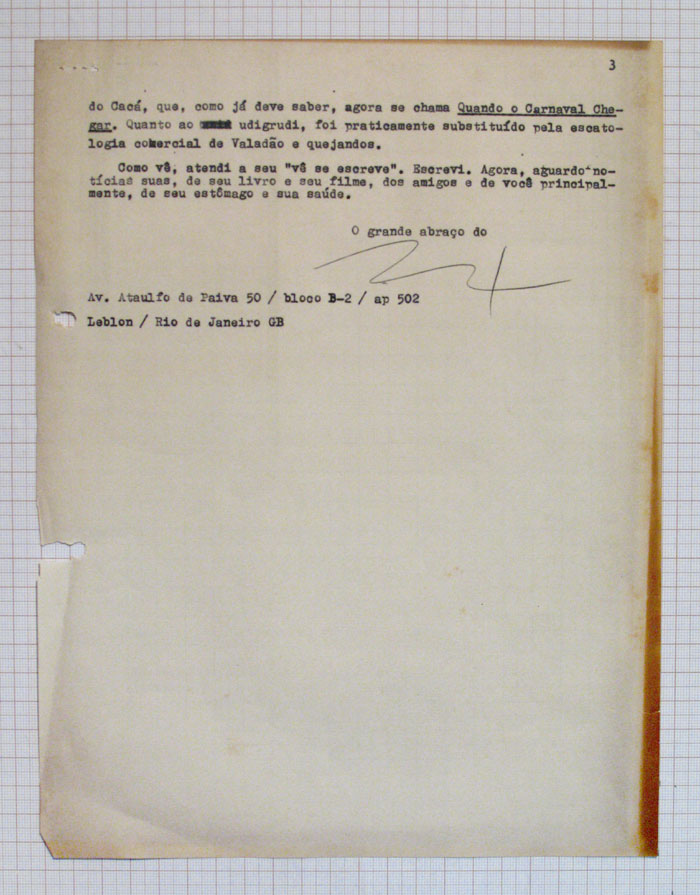 3
do Cacá, que, como já deve saber, agora se chama Quando o Carnaval Che-
gar. Quanto ao udigrudi, foi praticamente substituído pela escato-
logia comercial de Valadão e quejandos.
Como vê, atendi a seu "vê se escreve". Escrevi. Agora, aguardo no-
tícias suas, de seu livro e seu filme, dos amigos e de você principal-
mente, de seu estômago e sua saúde.
O grande abraço do
Av. Ataulfo de Paiva 50 / bloco B-2 / ap 502
Leblon / Rio de Janeiro GB